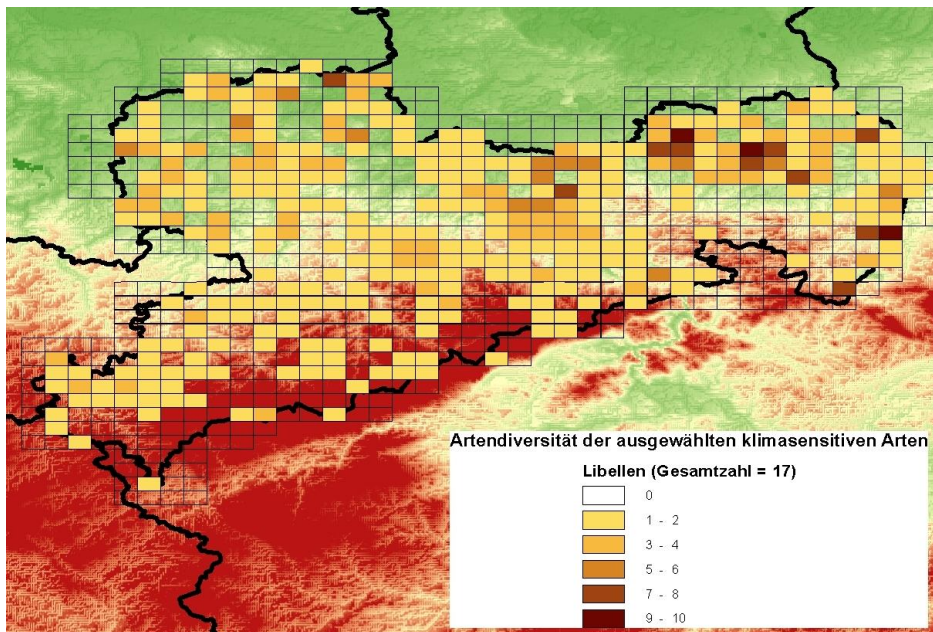 Artendiversität der ausgewählten klimasensitiven Arten
Libellen (Gesamtzahl = 17)
0
1 - 2
3 - 4
5 - 6
7 - 8
9 - 10